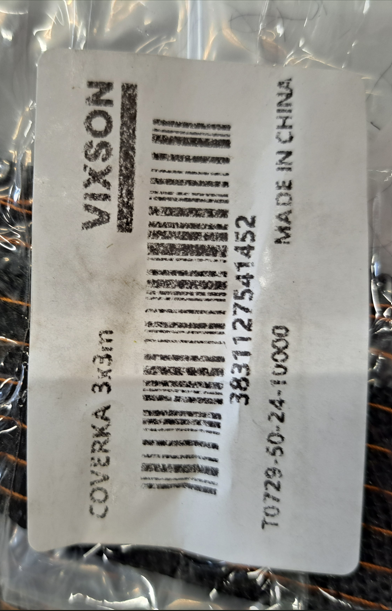 VIXSON
COVERKA 3x3m
3831127541452
T0729-50-24-10000
MADE IN CHINA